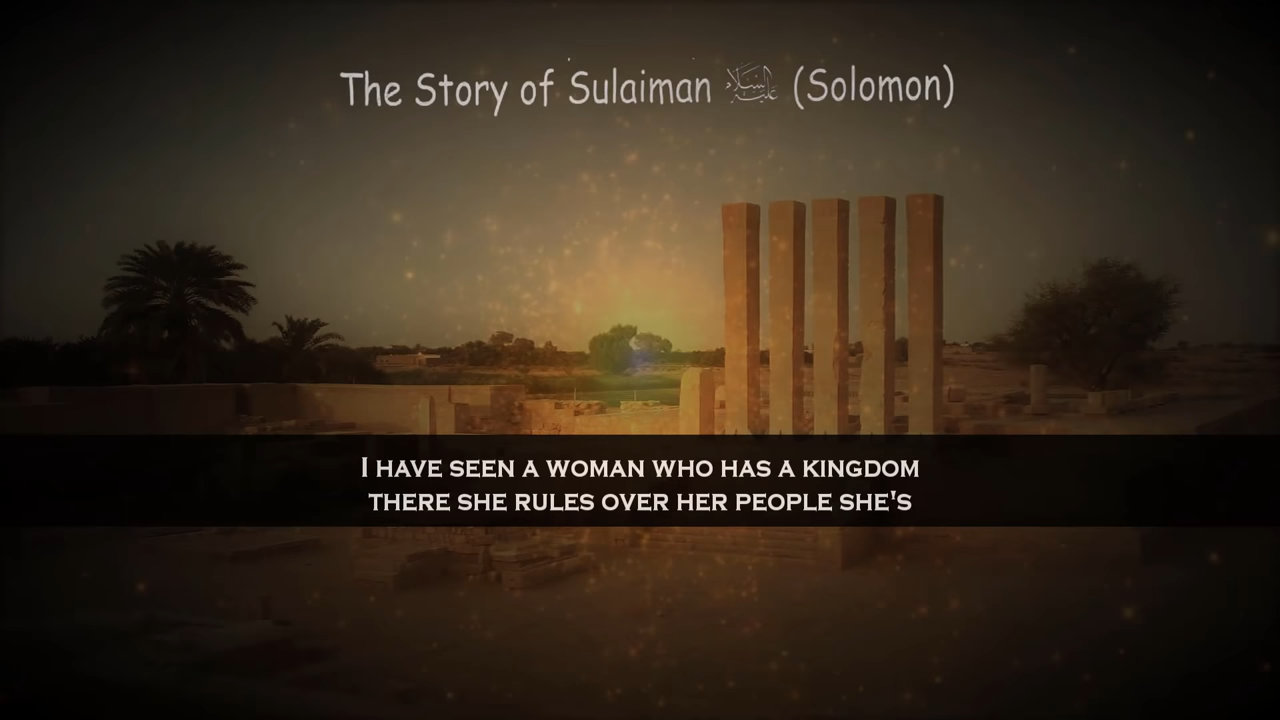 The Story of Sulaiman عليه السلام (Solomon)
I HAVE SEEN A WOMAN WHO HAS A KINGDOM
THERE SHE RULES OVER HER PEOPLE SHE'S